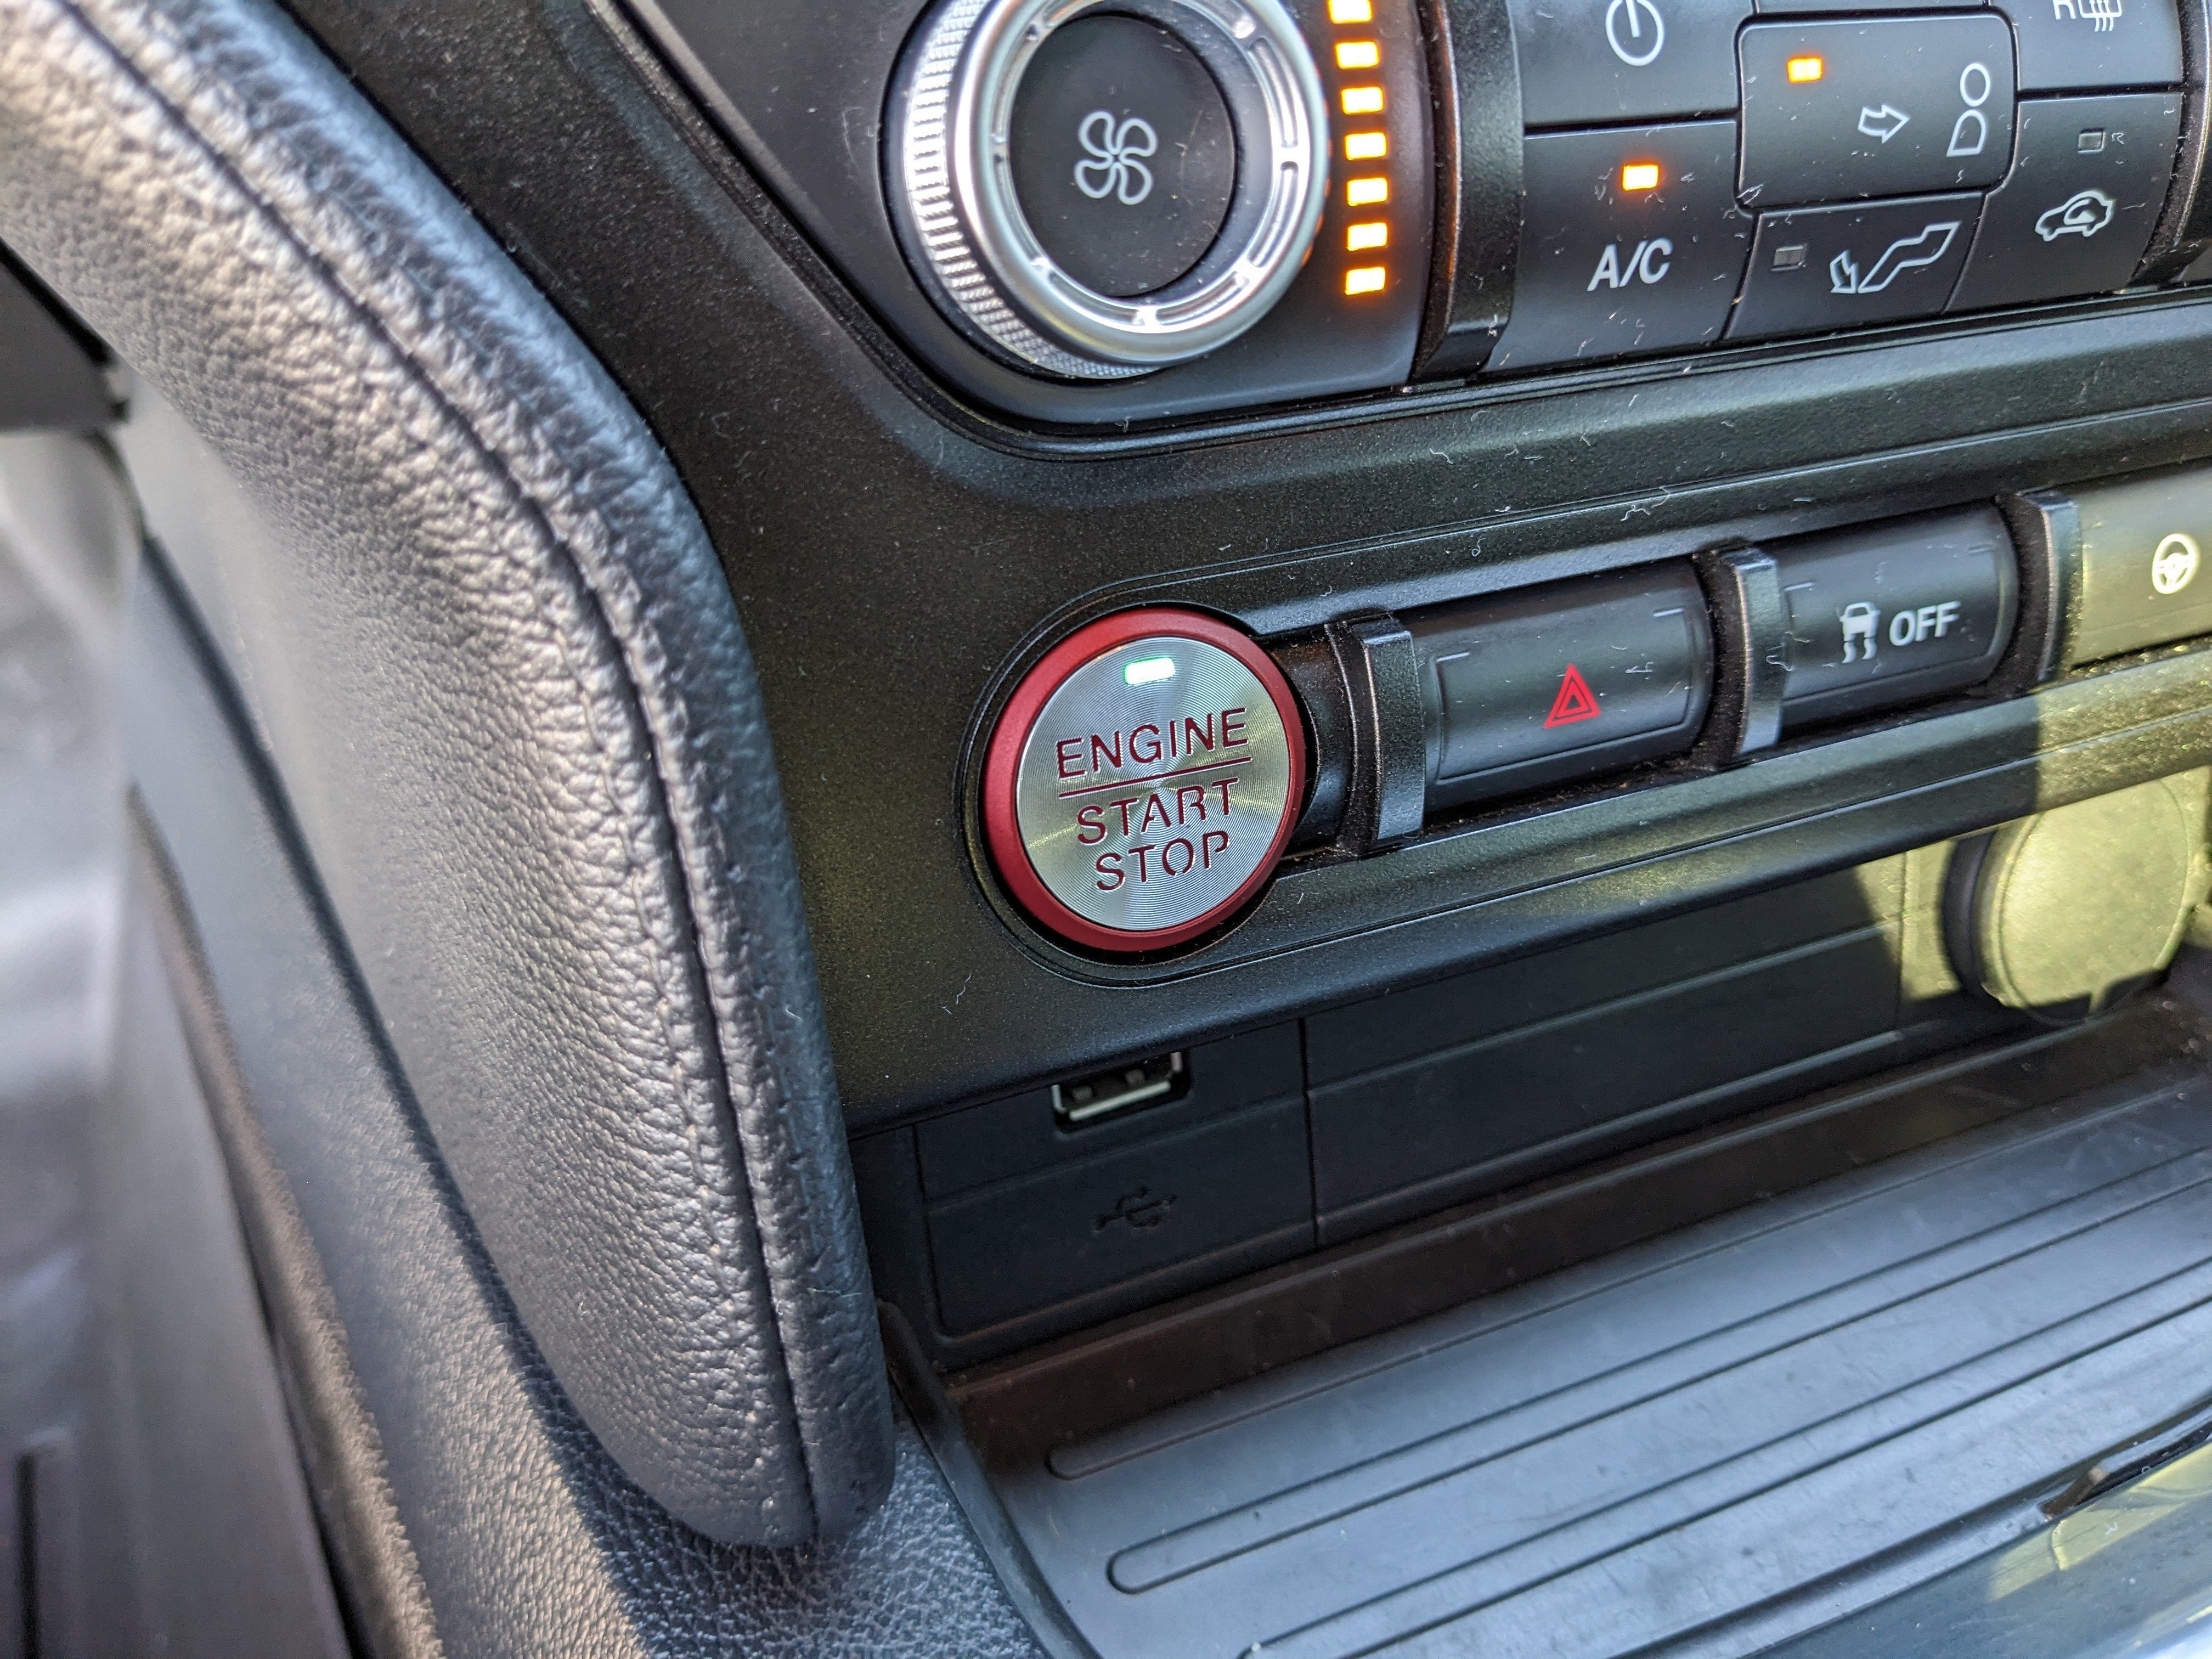 R
A/C
OFF
ENGINE
START
STOP